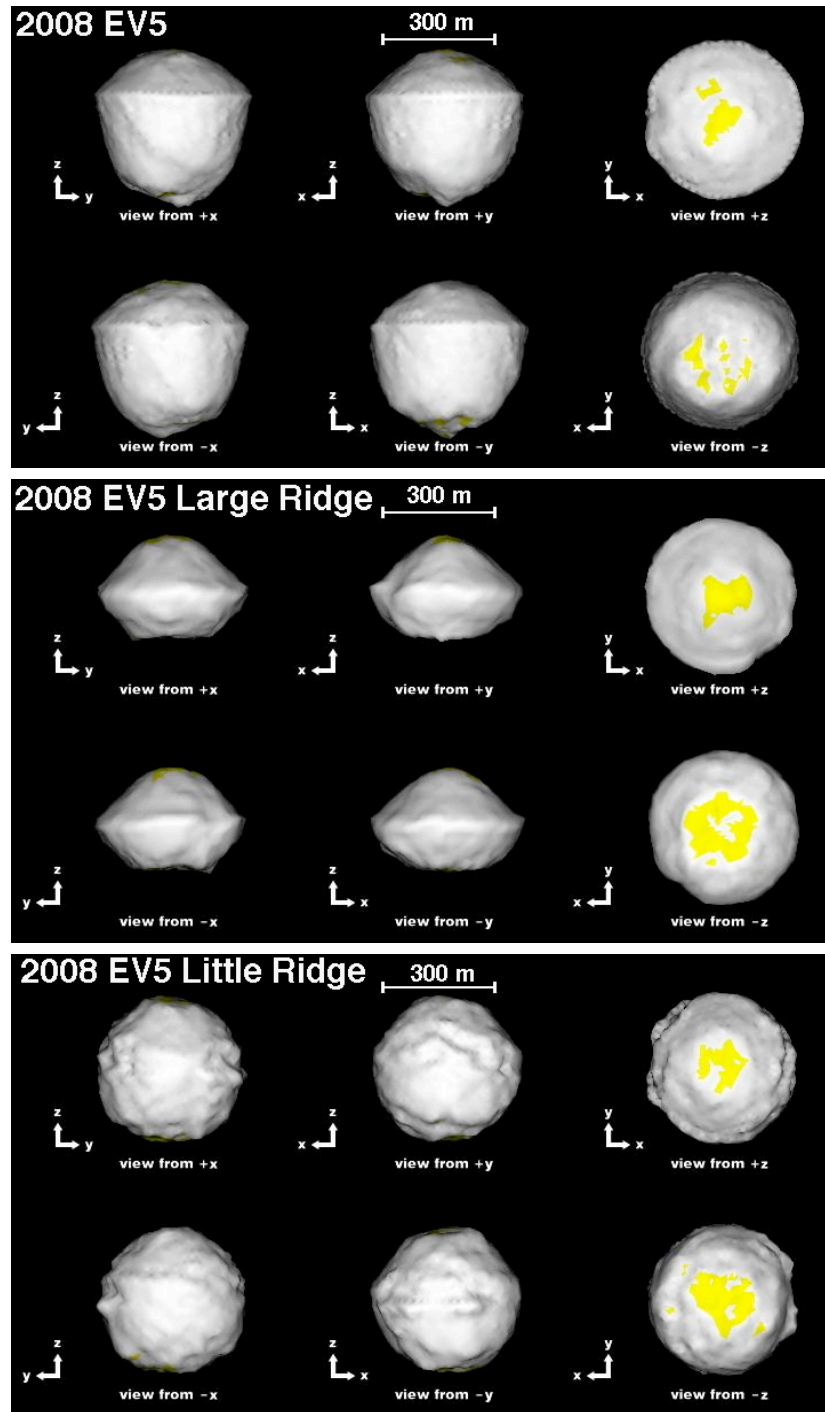 2008 EV5
300 m
z
y
view from +x
z
x
view from +y
y
x
view from +z
z
y
view from −x
z
x
view from −y
y
x
view from −z
2008 EV5 Large Ridge
300 m
z
y
view from +x
z
x
view from +y
y
x
view from +z
z
y
view from −x
z
x
view from −y
y
x
view from −z
2008 EV5 Little Ridge
300 m
z
y
view from +x
z
x
view from +y
y
x
view from +z
z
y
view from −x
z
x
view from −y
y
x
view from −z